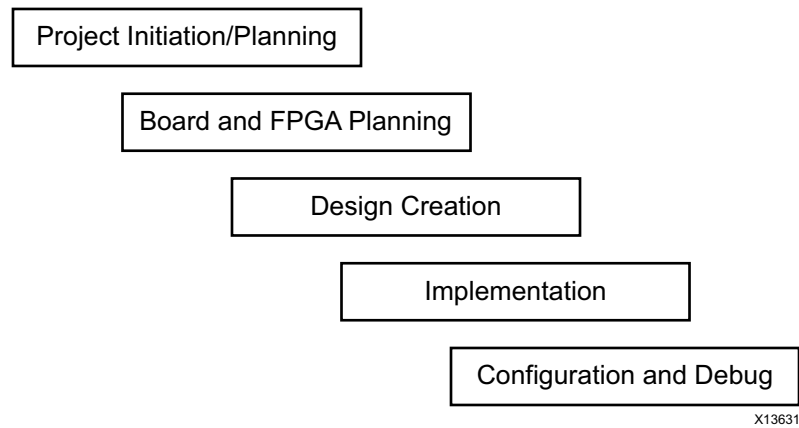 Project Initiation/Planning
Board and FPGA Planning
Design Creation
Implementation
Configuration and Debug
X13631